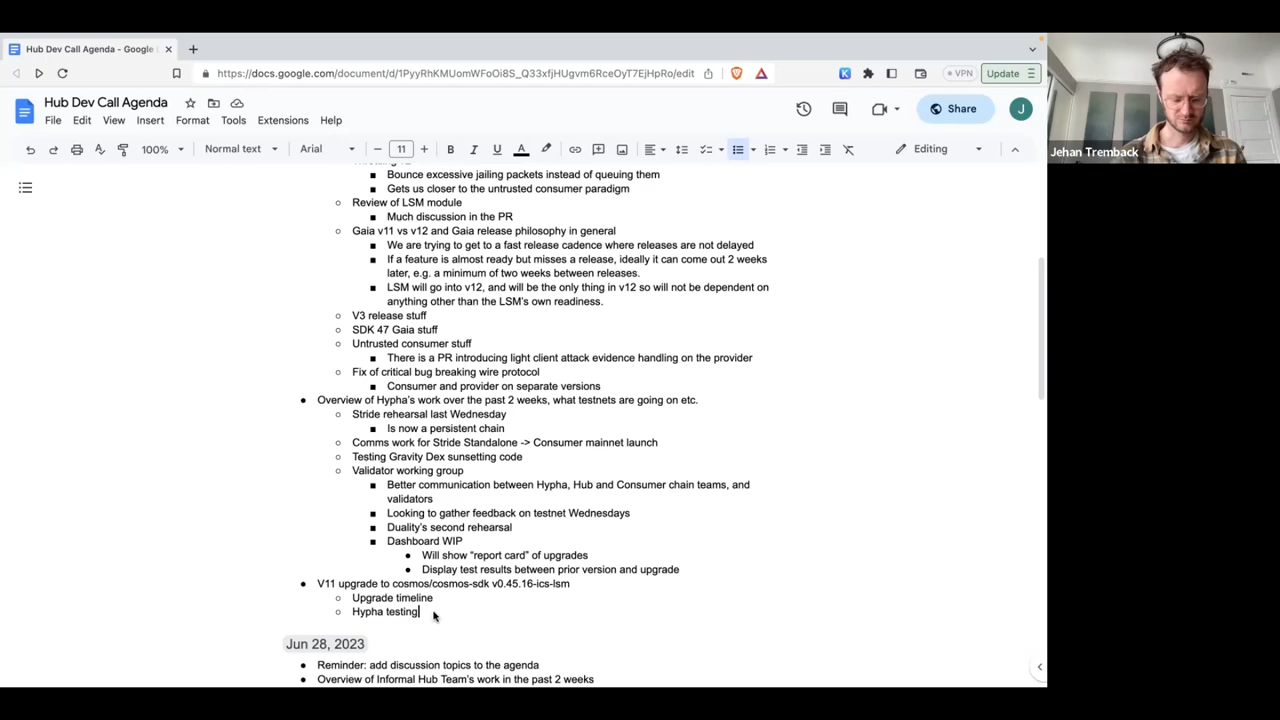 Hub Dev Call Agenda - Google
https://docs.google.com/document/d/1PyyRhKMUomWFoOi8S_Q33xfjHUgvm6RceOyT7EjHpRo/edit
VPN
Update
Hub Dev Call Agenda
File Edit View Insert Format Tools Extensions Help
Share
J
100% Normal text Arial 11 Editing
Jehan Tremback
Bounce excessive jailing packets instead of queuing them
Gets us closer to the untrusted consumer paradigm
Review of LSM module
Much discussion in the PR
Gaia v11 vs v12 and Gaia release philosophy in general
We are trying to get to a fast release cadence where releases are not delayed
If a feature is almost ready but misses a release, ideally it can come out 2 weeks
later, e.g. a minimum of two weeks between releases.
LSM will go into v12, and will be the only thing in v12 so will not be dependent on
anything other than the LSM's own readiness.
V3 release stuff
SDK 47 Gaia stuff
Untrusted consumer stuff
There is a PR introducing light client attack evidence handling on the provider
Fix of critical bug breaking wire protocol
Consumer and provider on separate versions
Overview of Hypha's work over the past 2 weeks, what testnets are going on etc.
Stride rehearsal last Wednesday
Is now a persistent chain
Comms work for Stride Standalone -> Consumer mainnet launch
Testing Gravity Dex sunsetting code
Validator working group
Better communication between Hypha, Hub and Consumer chain teams, and
validators
Looking to gather feedback on testnet Wednesdays
Duality's second rehearsal
Dashboard WIP
Will show “report card” of upgrades
Display test results between prior version and upgrade
V11 upgrade to cosmos/cosmos-sdk v0.45.16-ics-lsm
Upgrade timeline
Hypha testing
Jun 28, 2023
Reminder: add discussion topics to the agenda
Overview of Informal Hub Team's work in the past 2 weeks